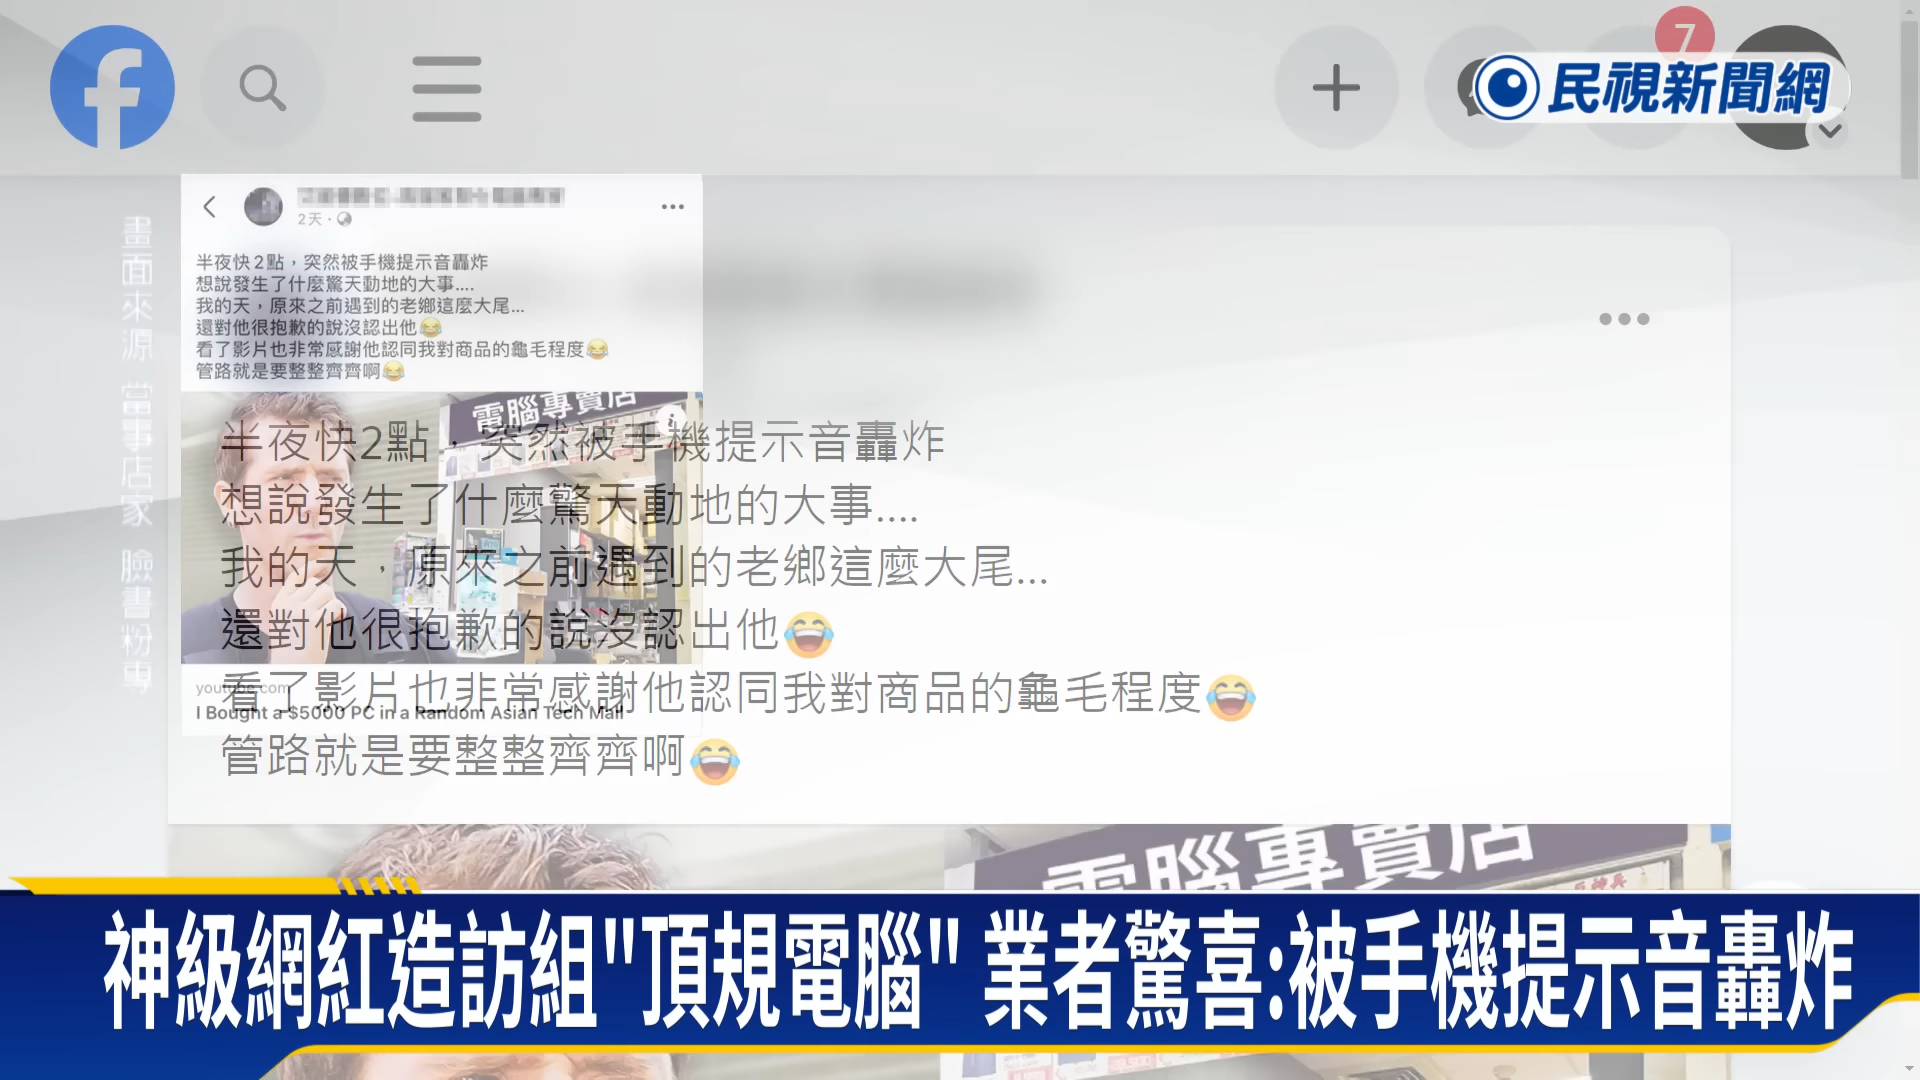 7
民視新聞網
畫面來源 當事店家 臉書粉專
2天
半夜快2點，突然被手機提示音轟炸
想說發生了什麼驚天動地的大事....
我的天，原來之前遇到的老鄉這麼大尾...
還對他很抱歉的說沒認出他😂
看了影片也非常感謝他認同我對商品的龜毛程度😂
管路就是要整整齊齊啊😂
電腦專賣店
youtube.com
I Bought a $5000 PC in a Random Asian Tech Mall
半夜快2點，突然被手機提示音轟炸
想說發生了什麼驚天動地的大事....
我的天，原來之前遇到的老鄉這麼大尾...
還對他很抱歉的說沒認出他😂
看了影片也非常感謝他認同我對商品的龜毛程度😂
管路就是要整整齊齊啊😂
電腦專賣店
神級網紅造訪組"頂規電腦" 業者驚喜:被手機提示音轟炸